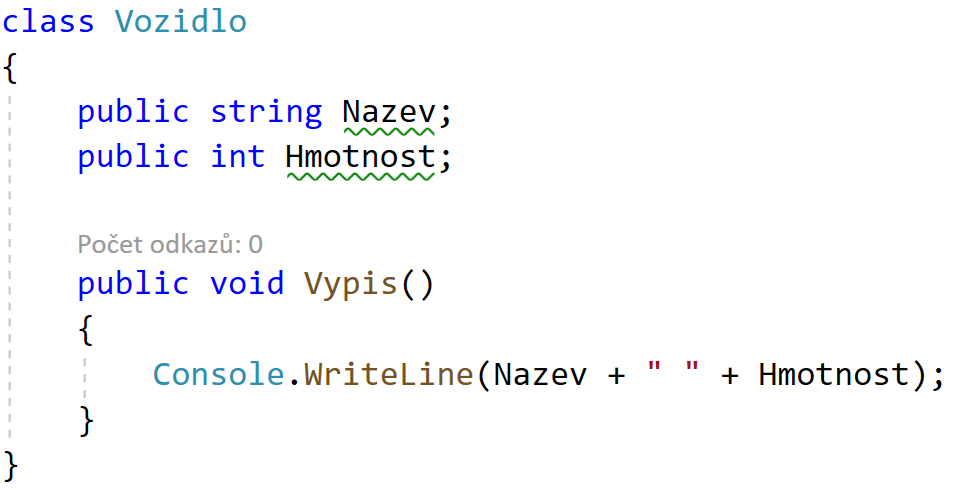 class Vozidlo
{
public string Nazev;
public int Hmotnost;
Počet odkazů: 0
public void Vypis()
{
Console.WriteLine(Nazev + " " + Hmotnost);
}
}